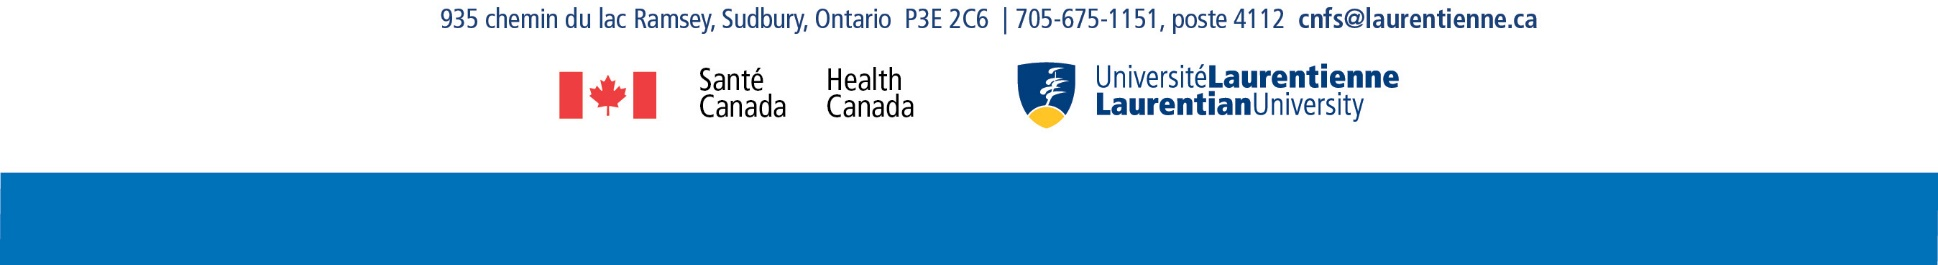 935 chemin du lac Ramsey, Sudbury, Ontario P3E 2C6 | 705-675-1151, poste 4112 cnfs@laurentienne.ca
Santé Canada
Health Canada
UniversitéLaurentienne
LaurentianUniversity